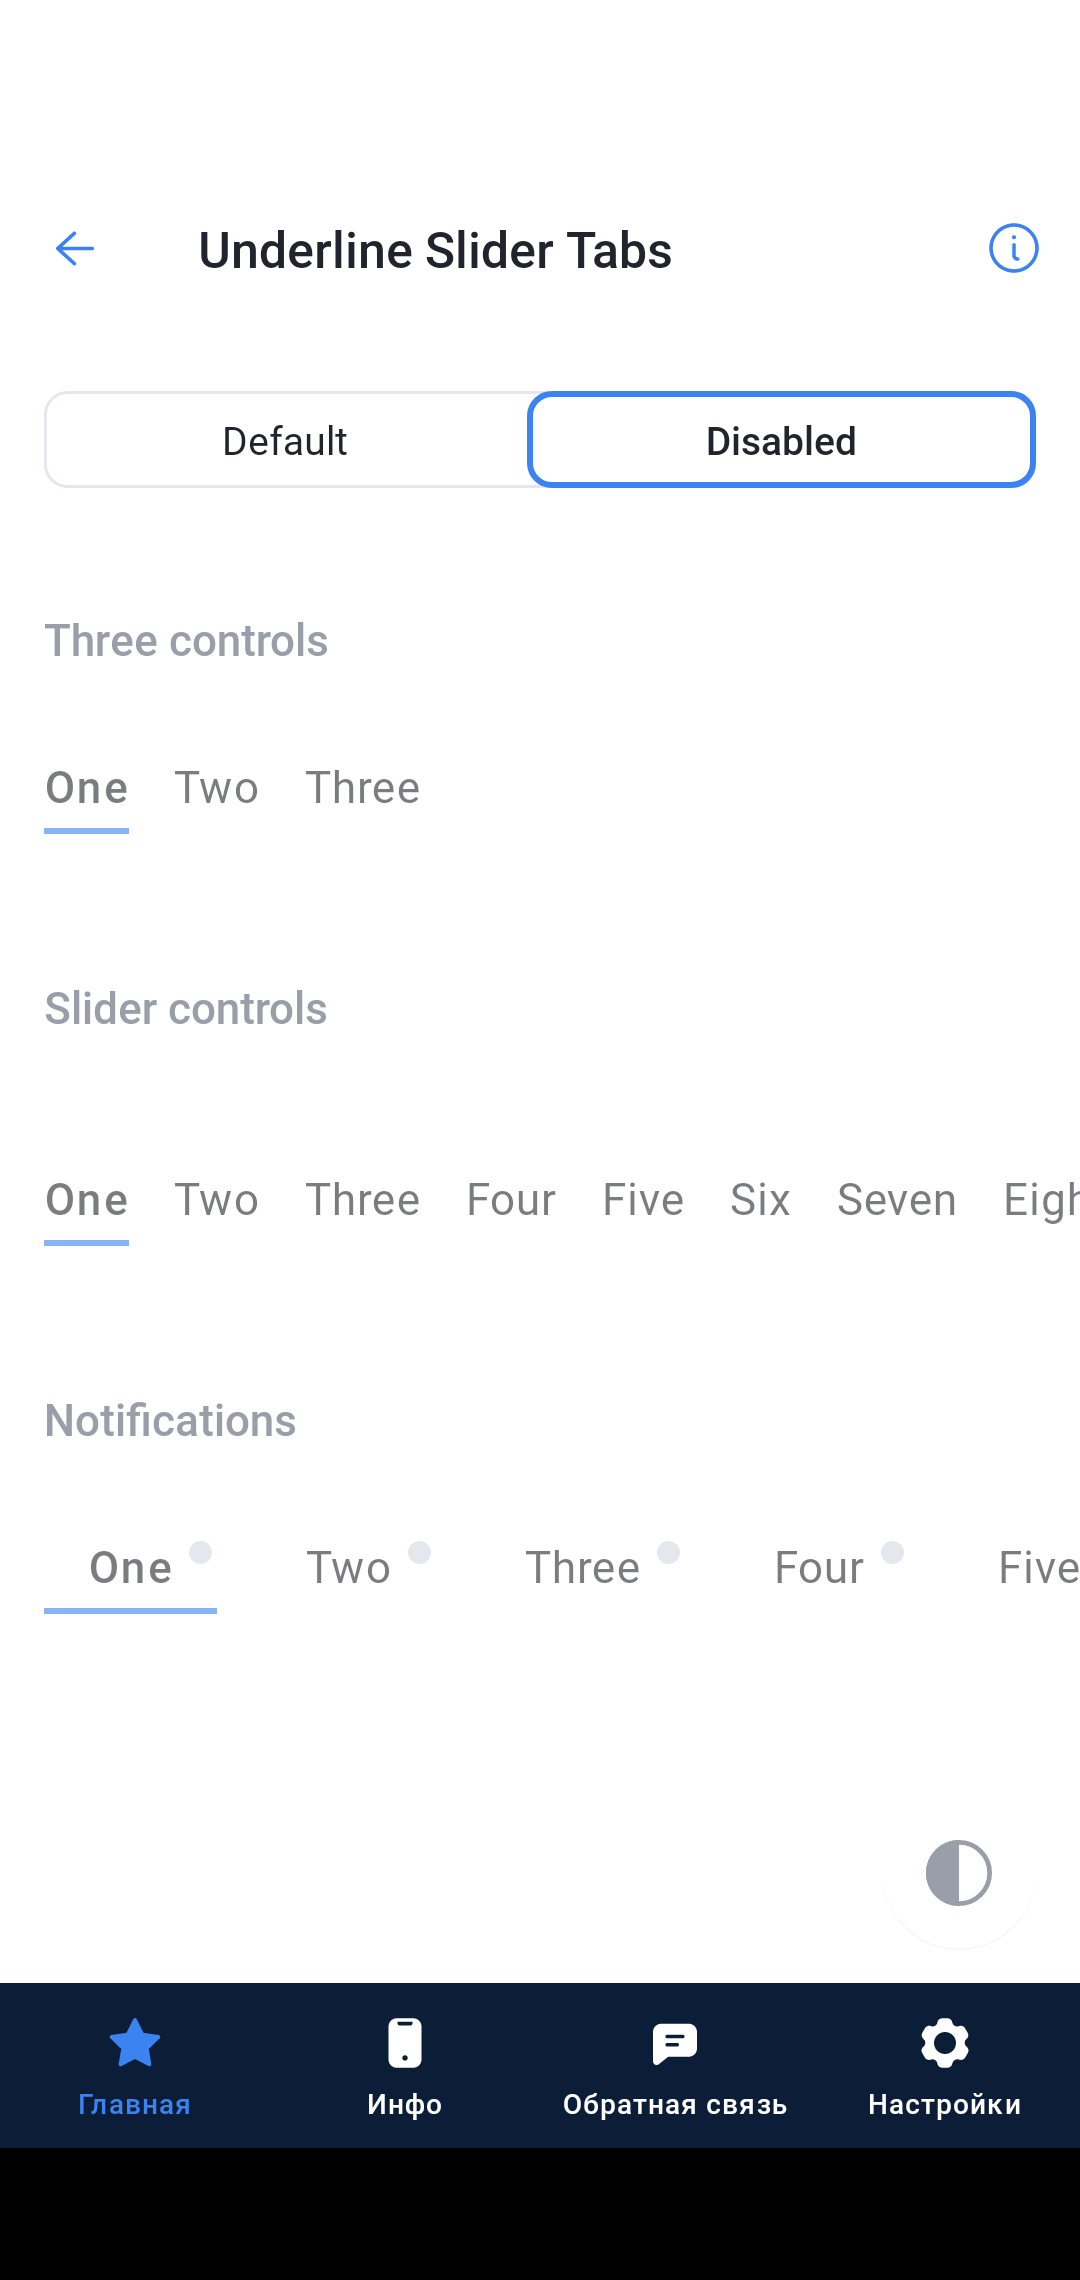 Underline Slider Tabs
Default Disabled
Three controls
One Two Three
Slider controls
One Two Three Four Five Six Seven Eigh
Notifications
One Two Three Four Five
Главная Инфо Обратная связь Настройки